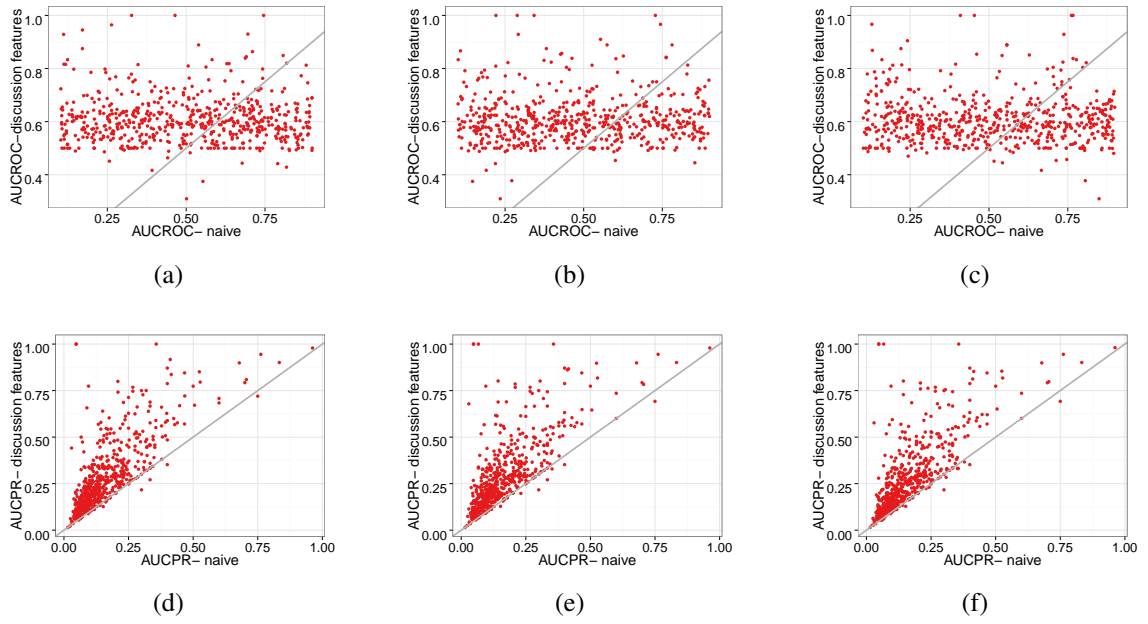 1.0
0.8
0.6
0.4
AUCROC−discussion features
0.25 0.50 0.75
AUCROC− naive
(a)
1.0
0.8
0.6
0.4
AUCROC−discussion features
0.25 0.50 0.75
AUCROC− naive
(b)
1.0
0.8
0.6
0.4
AUCROC−discussion features
0.25 0.50 0.75
AUCROC− naive
(c)
1.00
0.75
0.50
0.25
0.00
AUCPR− discussion features
0.00 0.25 0.50 0.75 1.00
AUCPR− naive
(d)
1.00
0.75
0.50
0.25
0.00
AUCPR− discussion features
0.00 0.25 0.50 0.75 1.00
AUCPR− naive
(e)
1.00
0.75
0.50
0.25
0.00
AUCPR− discussion features
0.00 0.25 0.50 0.75 1.00
AUCPR− naive
(f)